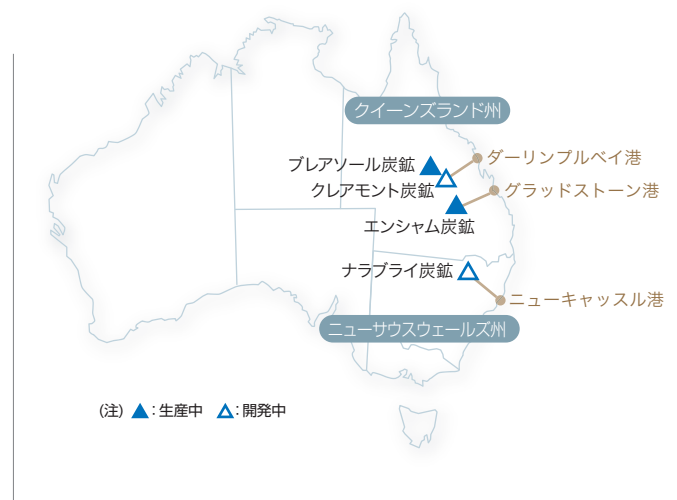 クイーンズランド州
ブレアソール炭鉱
ダーリンプルベイ港
クレアモント炭鉱
グラッドストーン港
エンシャム炭鉱
ナラブライ炭鉱
ニューキャッスル港
ニューサウスウェールズ州
(注) ▲:生産中 △:開発中